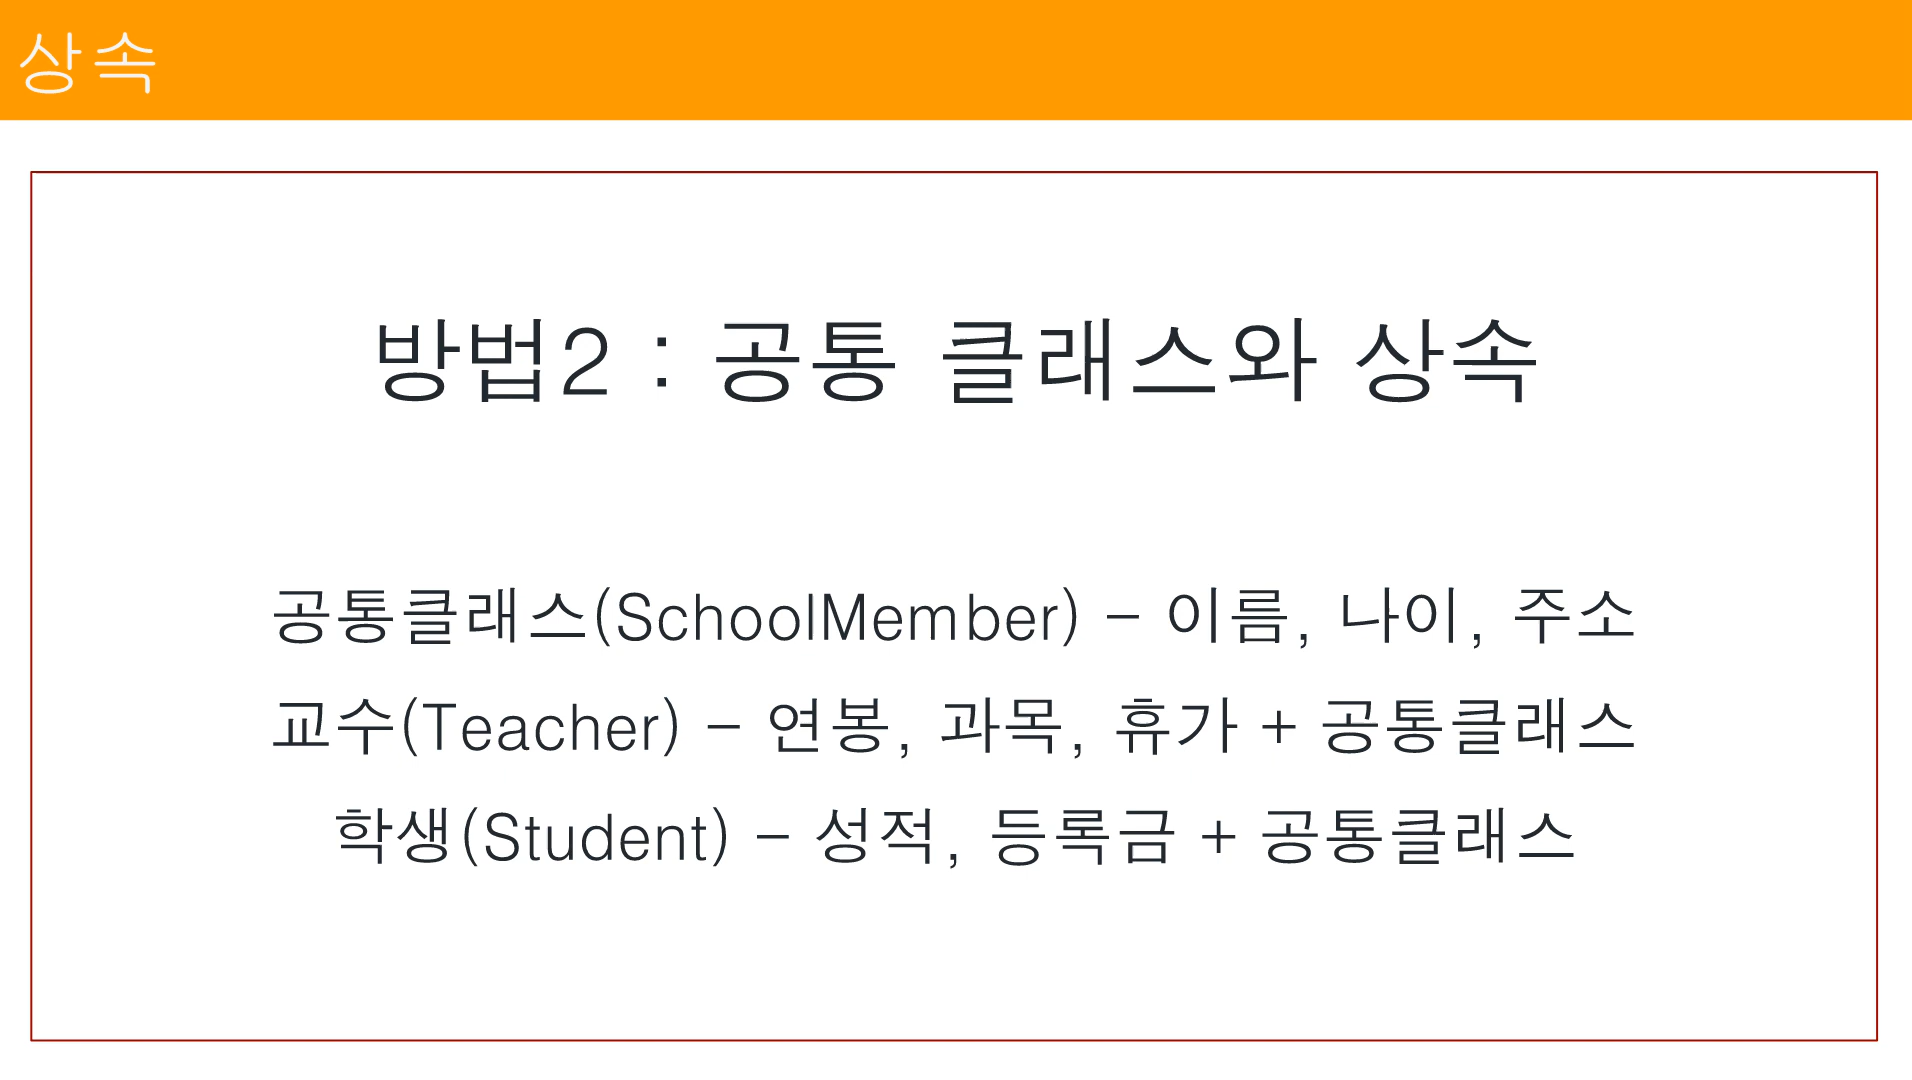 상속
방법2 : 공통 클래스와 상속
공통클래스(SchoolMember) - 이름, 나이, 주소
교수(Teacher) - 연봉, 과목, 휴가 + 공통클래스
학생(Student) - 성적, 등록금 + 공통클래스